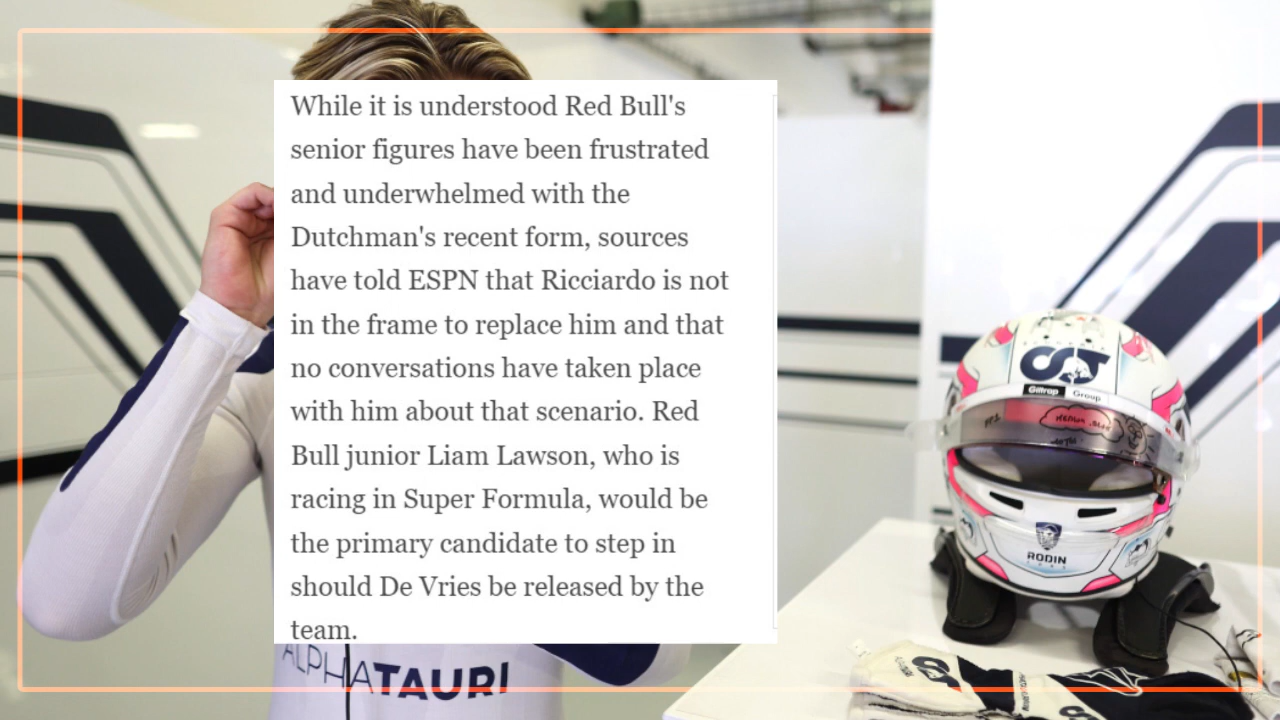 While it is understood Red Bull's
senior figures have been frustrated
and underwhelmed with the
Dutchman's recent form, sources
have told ESPN that Ricciardo is not
in the frame to replace him and that
no conversations have taken place
with him about that scenario. Red
Bull junior Liam Lawson, who is
racing in Super Formula, would be
the primary candidate to step in
should De Vries be released by the
team.
ALPHATAURI
Giltrap Group
RODIN